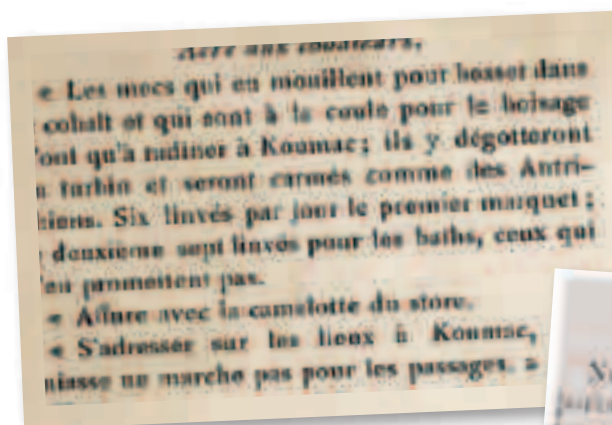 « Les mecs qui en mouillent pour bosser dans
cobalt et qui sont à la coule pour le boisage
n'ont qu'à radiner à Koumac; ils y dégotteront
turbin et seront carmés comme des Autri-
chiens. Six linvés par jour le premier marquet;
deuxième sept linvés pour les baths, ceux qui
promettent pas.
« Affure avec la camelotte du store.
« S'adresser sur les lieux à Koumac,
ne marche pas pour les passages. »